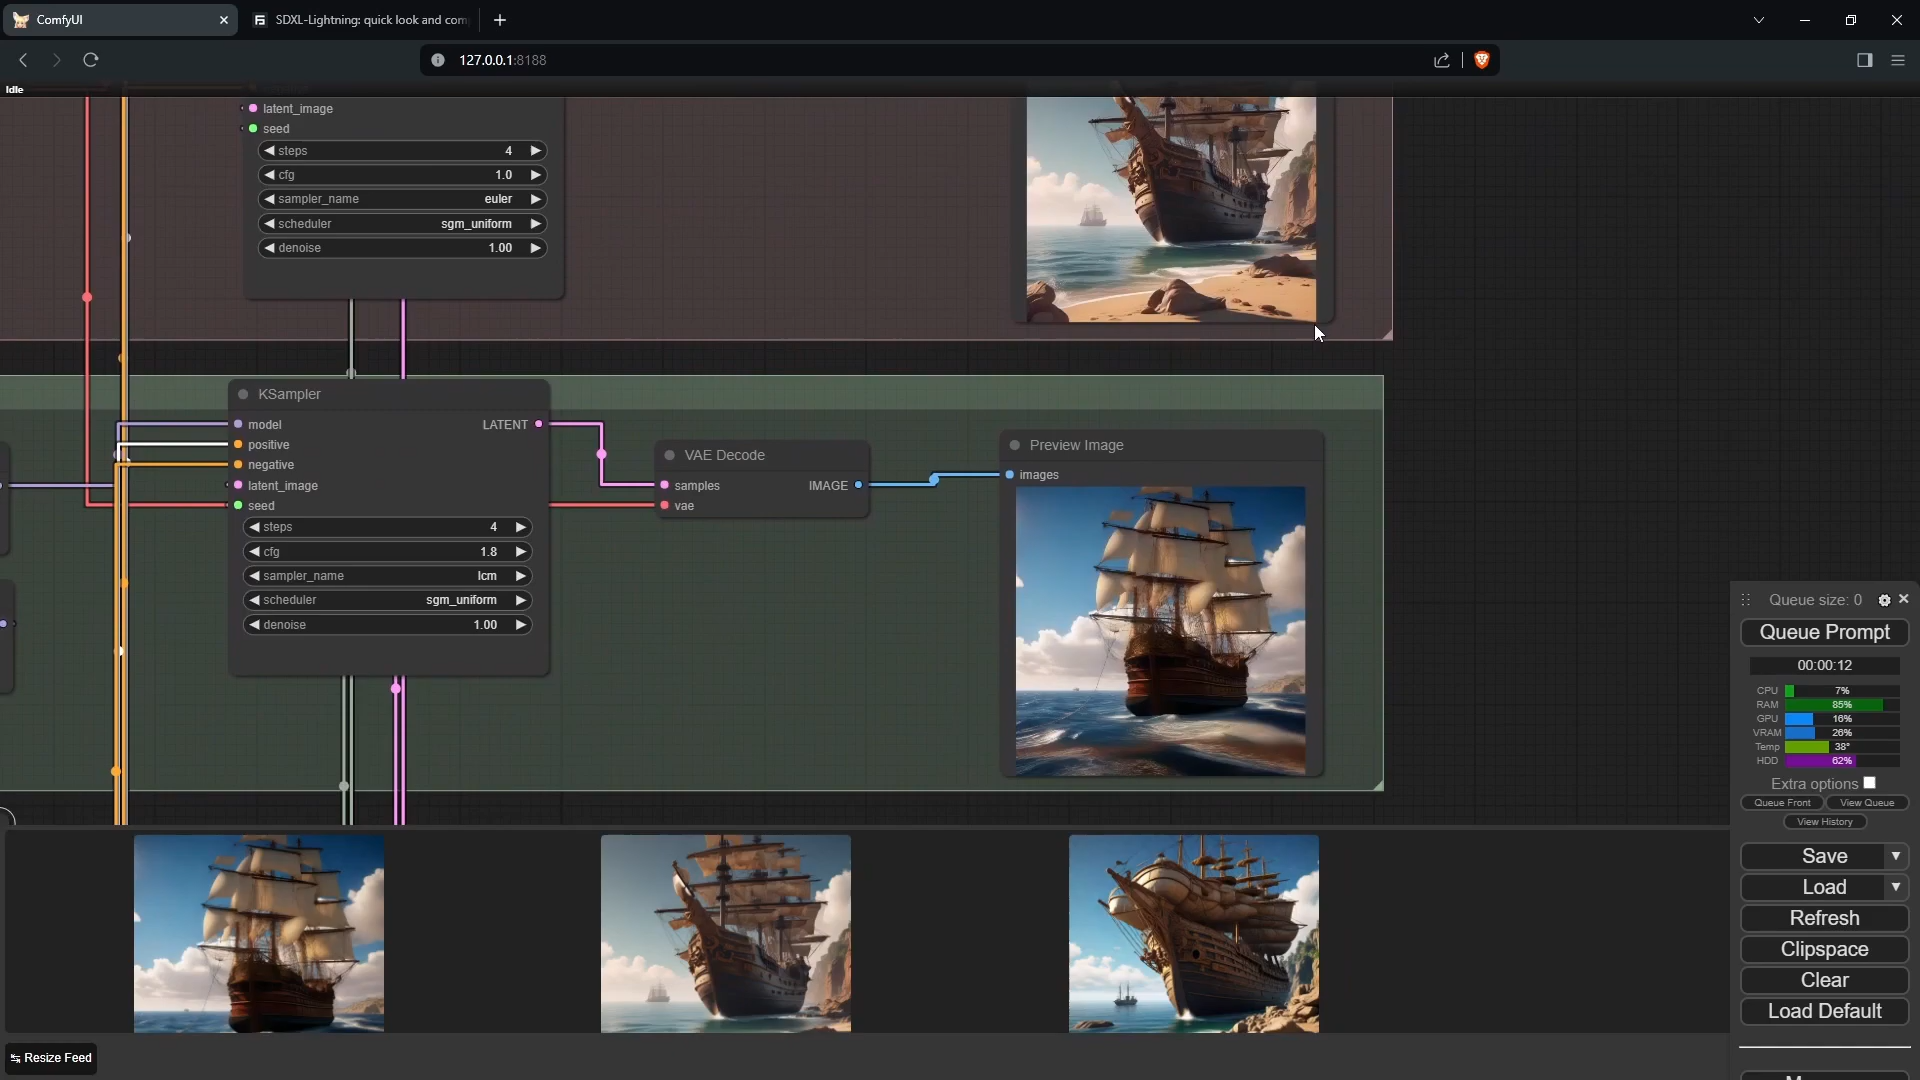 ComfyUI
SDXL-Lightning: quick look and com
127.0.0.1:8188
Idle
latent_image
seed
steps 4
cfg 1.0
sampler_name euler
scheduler sgm_uniform
denoise 1.00
KSampler
model LATENT
positive
negative
latent_image
seed
steps 4
cfg 1.8
sampler_name lcm
scheduler sgm_uniform
denoise 1.00
VAE Decode
samples IMAGE
vae
Preview Image
images
Queue size: 0
Queue Prompt
00:00:12
CPU 7%
RAM 85%
GPU 16%
VRAM 26%
Temp 38°
HDD 62%
Extra options
Queue Front View Queue
View History
Save
Load
Refresh
Clipspace
Clear
Load Default
Resize Feed